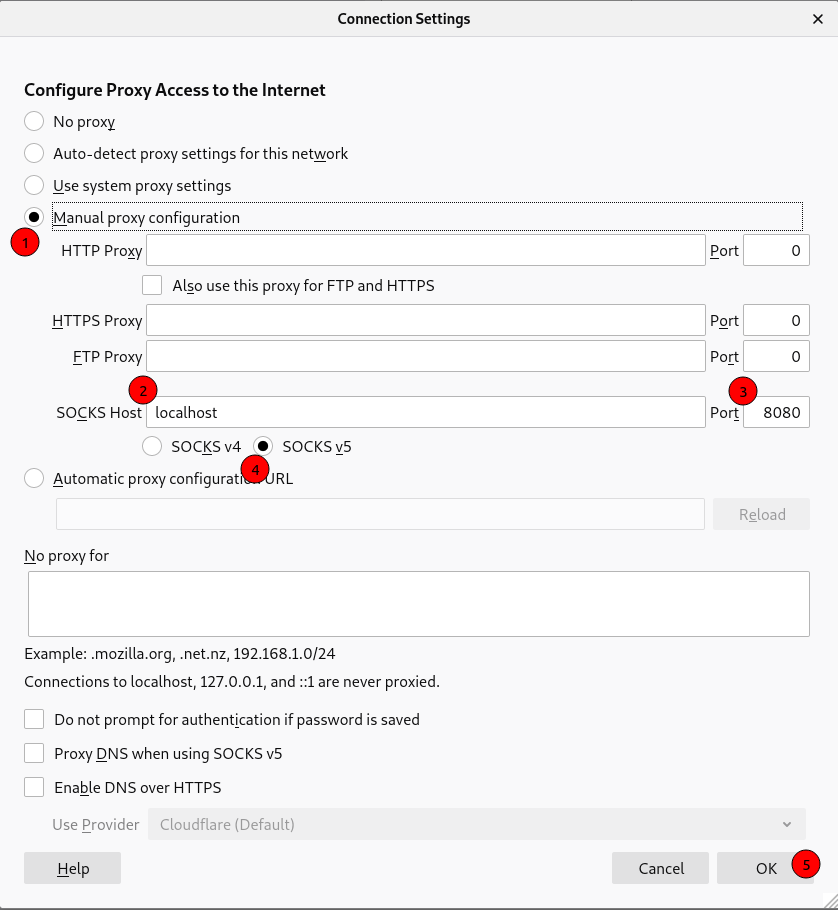 Connection Settings
Configure Proxy Access to the Internet
No proxy
Auto-detect proxy settings for this network
Use system proxy settings
Manual proxy configuration
1
HTTP Proxy Port 0
Also use this proxy for FTP and HTTPS
HTTPS Proxy Port 0
FTP Proxy Port 0
2 3
SOCKS Host localhost Port 8080
SOCKS v4 SOCKS v5
4
Automatic proxy configuration URL
Reload
No proxy for
Example: .mozilla.org, .net.nz, 192.168.1.0/24
Connections to localhost, 127.0.0.1, and ::1 are never proxied.
Do not prompt for authentication if password is saved
Proxy DNS when using SOCKS v5
Enable DNS over HTTPS
Use Provider Cloudflare (Default)
Help Cancel OK 5